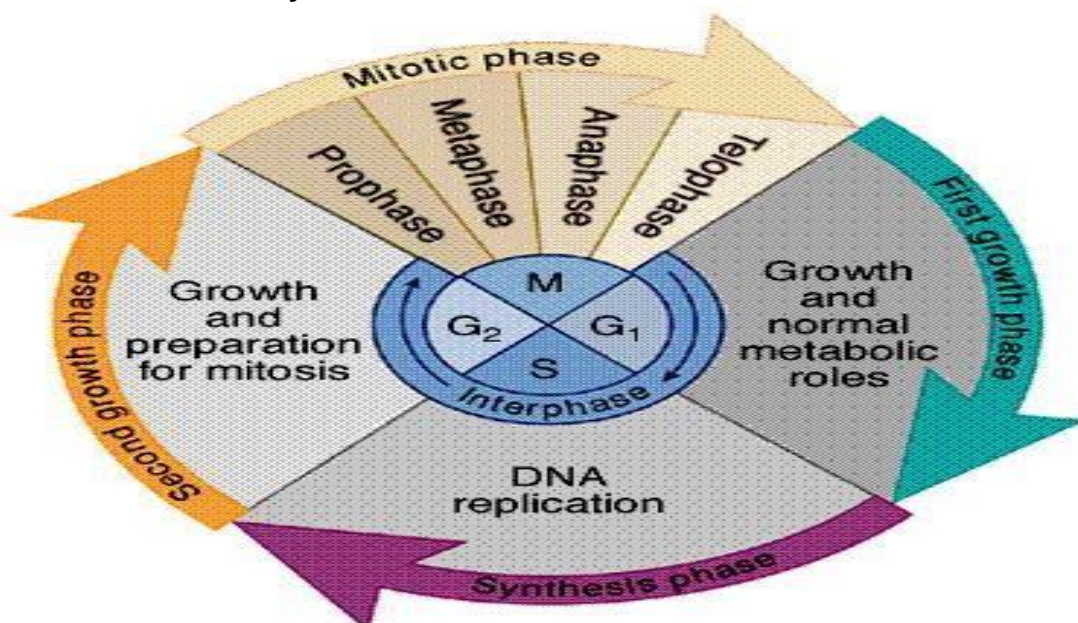 Mitotic phase
Prophase
Metaphase
Anaphase
Telophase
First growth phase
Growth
and
normal
metabolic
roles
Growth
and
preparation
for mitosis
Second growth phase
M
G₂
G₁
S
Interphase
DNA
replication
Synthesis phase